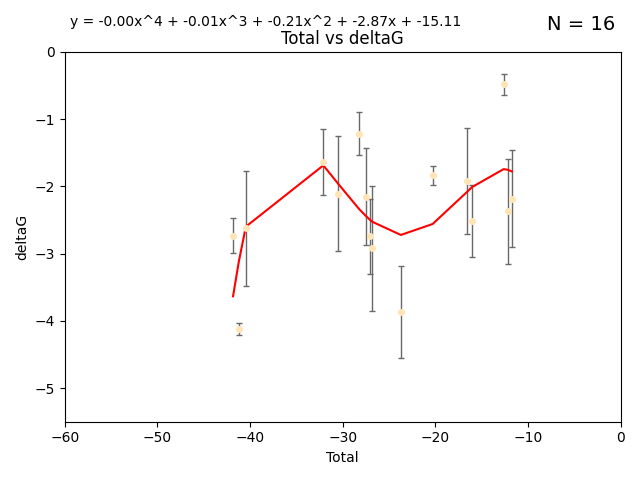 y = -0.00x^4 + -0.01x^3 + -0.21x^2 + -2.87x + -15.11
N = 16
Total vs deltaG
0
−1
−2
−3
−4
−5
deltaG
−60 −50 −40 −30 −20 −10 0
Total